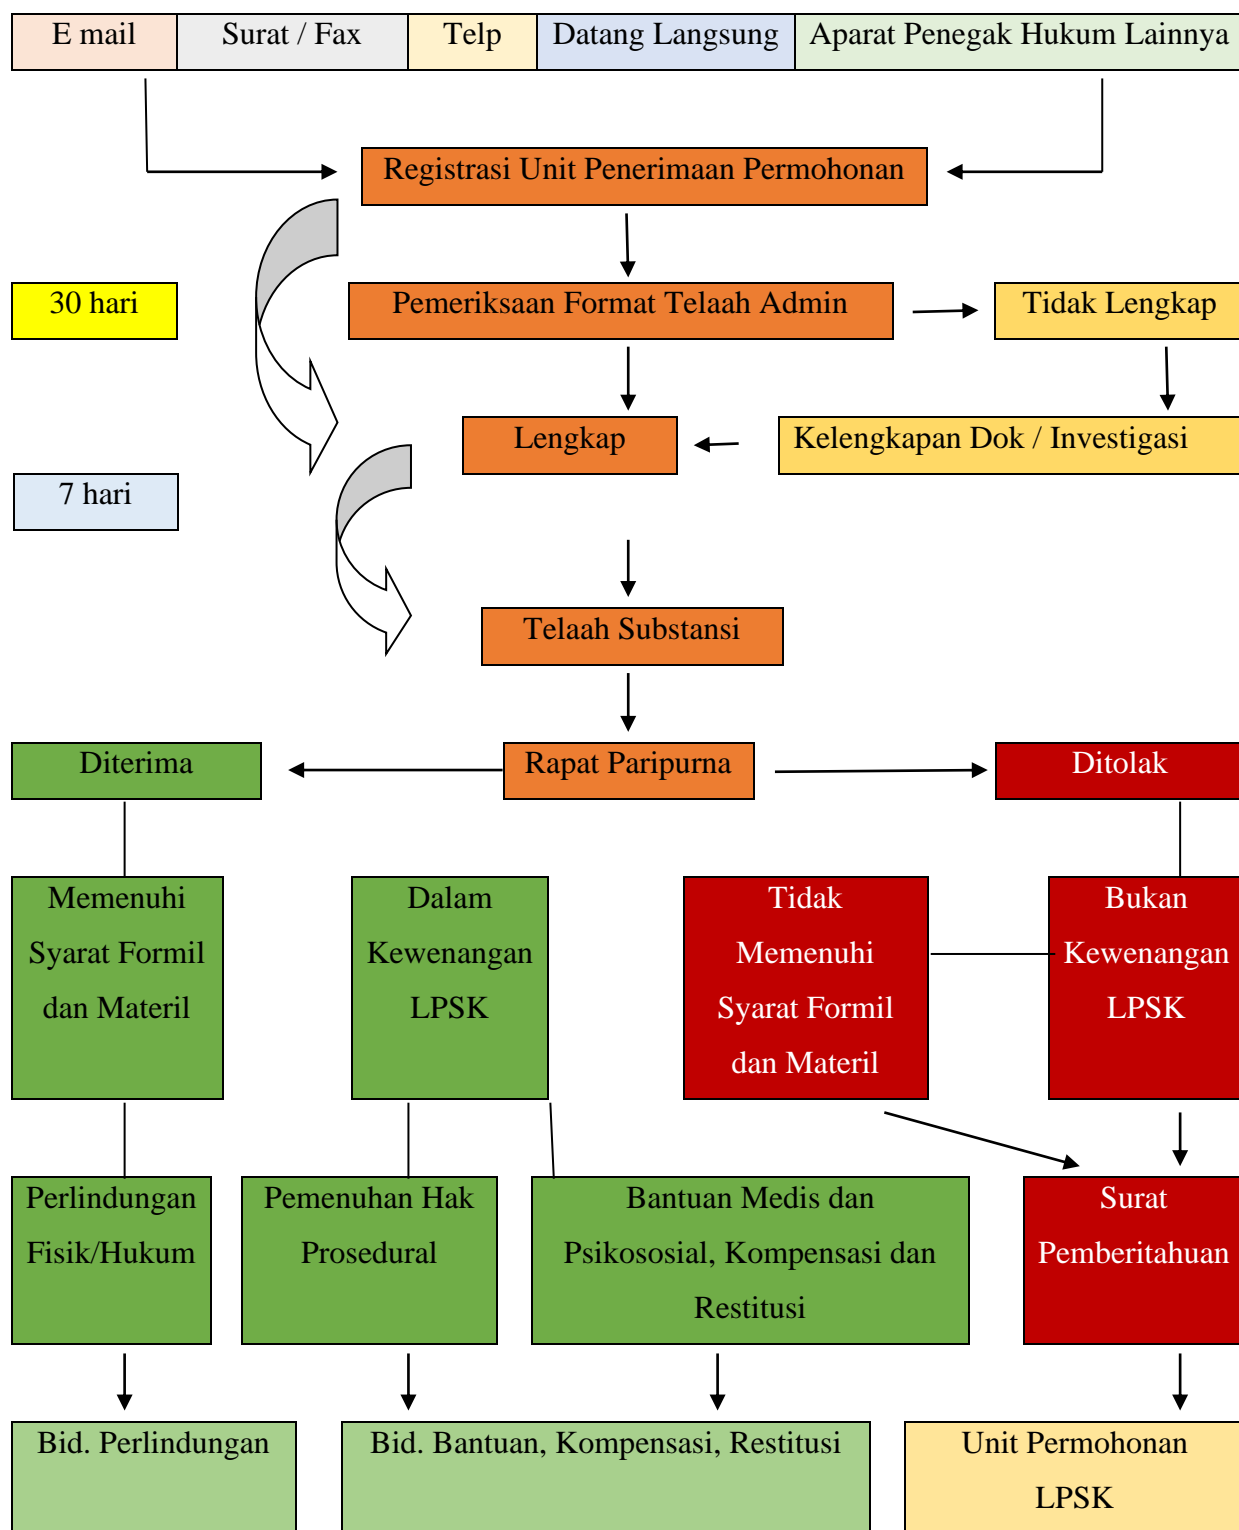 E mail
Surat / Fax
Telp
Datang Langsung
Aparat Penegak Hukum Lainnya
Registrasi Unit Penerimaan Permohonan
30 hari
Pemeriksaan Format Telaah Admin
Tidak Lengkap
Lengkap
Kelengkapan Dok / Investigasi
7 hari
Telaah Substansi
Diterima
Rapat Paripurna
Ditolak
Memenuhi
Syarat Formil
dan Materil
Dalam
Kewenangan
LPSK
Tidak
Memenuhi
Syarat Formil
dan Materil
Bukan
Kewenangan
LPSK
Perlindungan
Fisik/Hukum
Pemenuhan Hak
Prosedural
Bantuan Medis dan
Psikososial, Kompensasi dan
Restitusi
Surat
Pemberitahuan
Bid. Perlindungan
Bid. Bantuan, Kompensasi, Restitusi
Unit Permohonan
LPSK